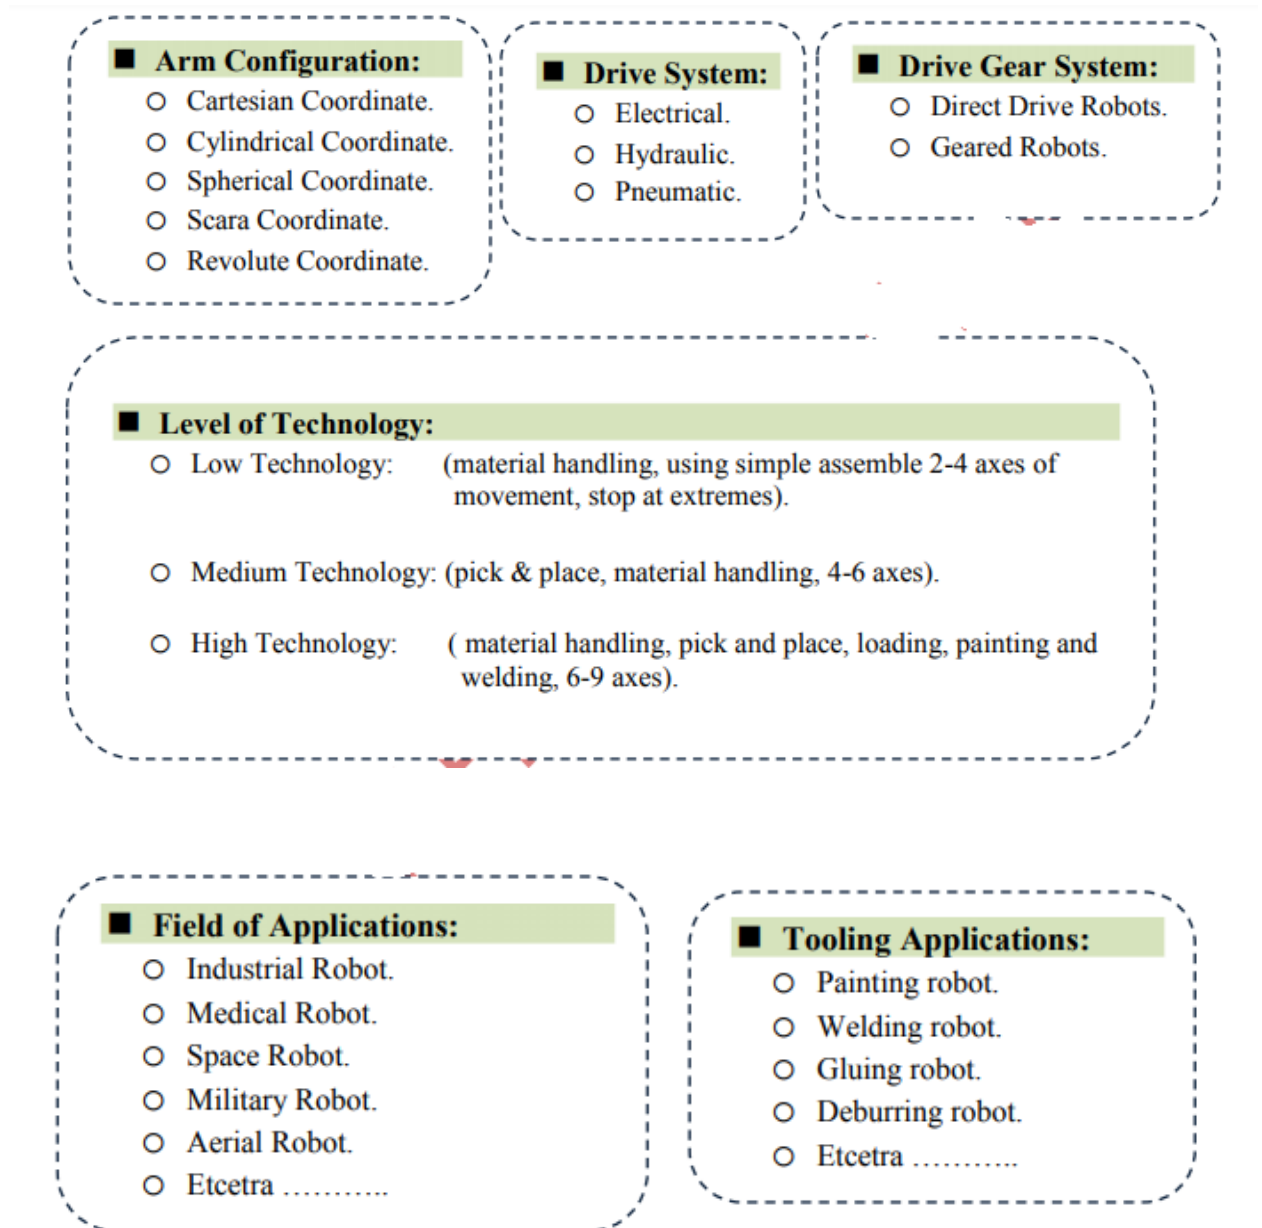 ■ Arm Configuration:
○ Cartesian Coordinate.
○ Cylindrical Coordinate.
○ Spherical Coordinate.
○ Scara Coordinate.
○ Revolute Coordinate.
■ Drive System:
○ Electrical.
○ Hydraulic.
○ Pneumatic.
■ Drive Gear System:
○ Direct Drive Robots.
○ Geared Robots.
■ Level of Technology:
○ Low Technology: (material handling, using simple assemble 2-4 axes of
movement, stop at extremes).
○ Medium Technology: (pick & place, material handling, 4-6 axes).
○ High Technology: ( material handling, pick and place, loading, painting and
welding, 6-9 axes).
■ Field of Applications:
○ Industrial Robot.
○ Medical Robot.
○ Space Robot.
○ Military Robot.
○ Aerial Robot.
○ Etcetra ………..
■ Tooling Applications:
○ Painting robot.
○ Welding robot.
○ Gluing robot.
○ Deburring robot.
○ Etcetra ………..